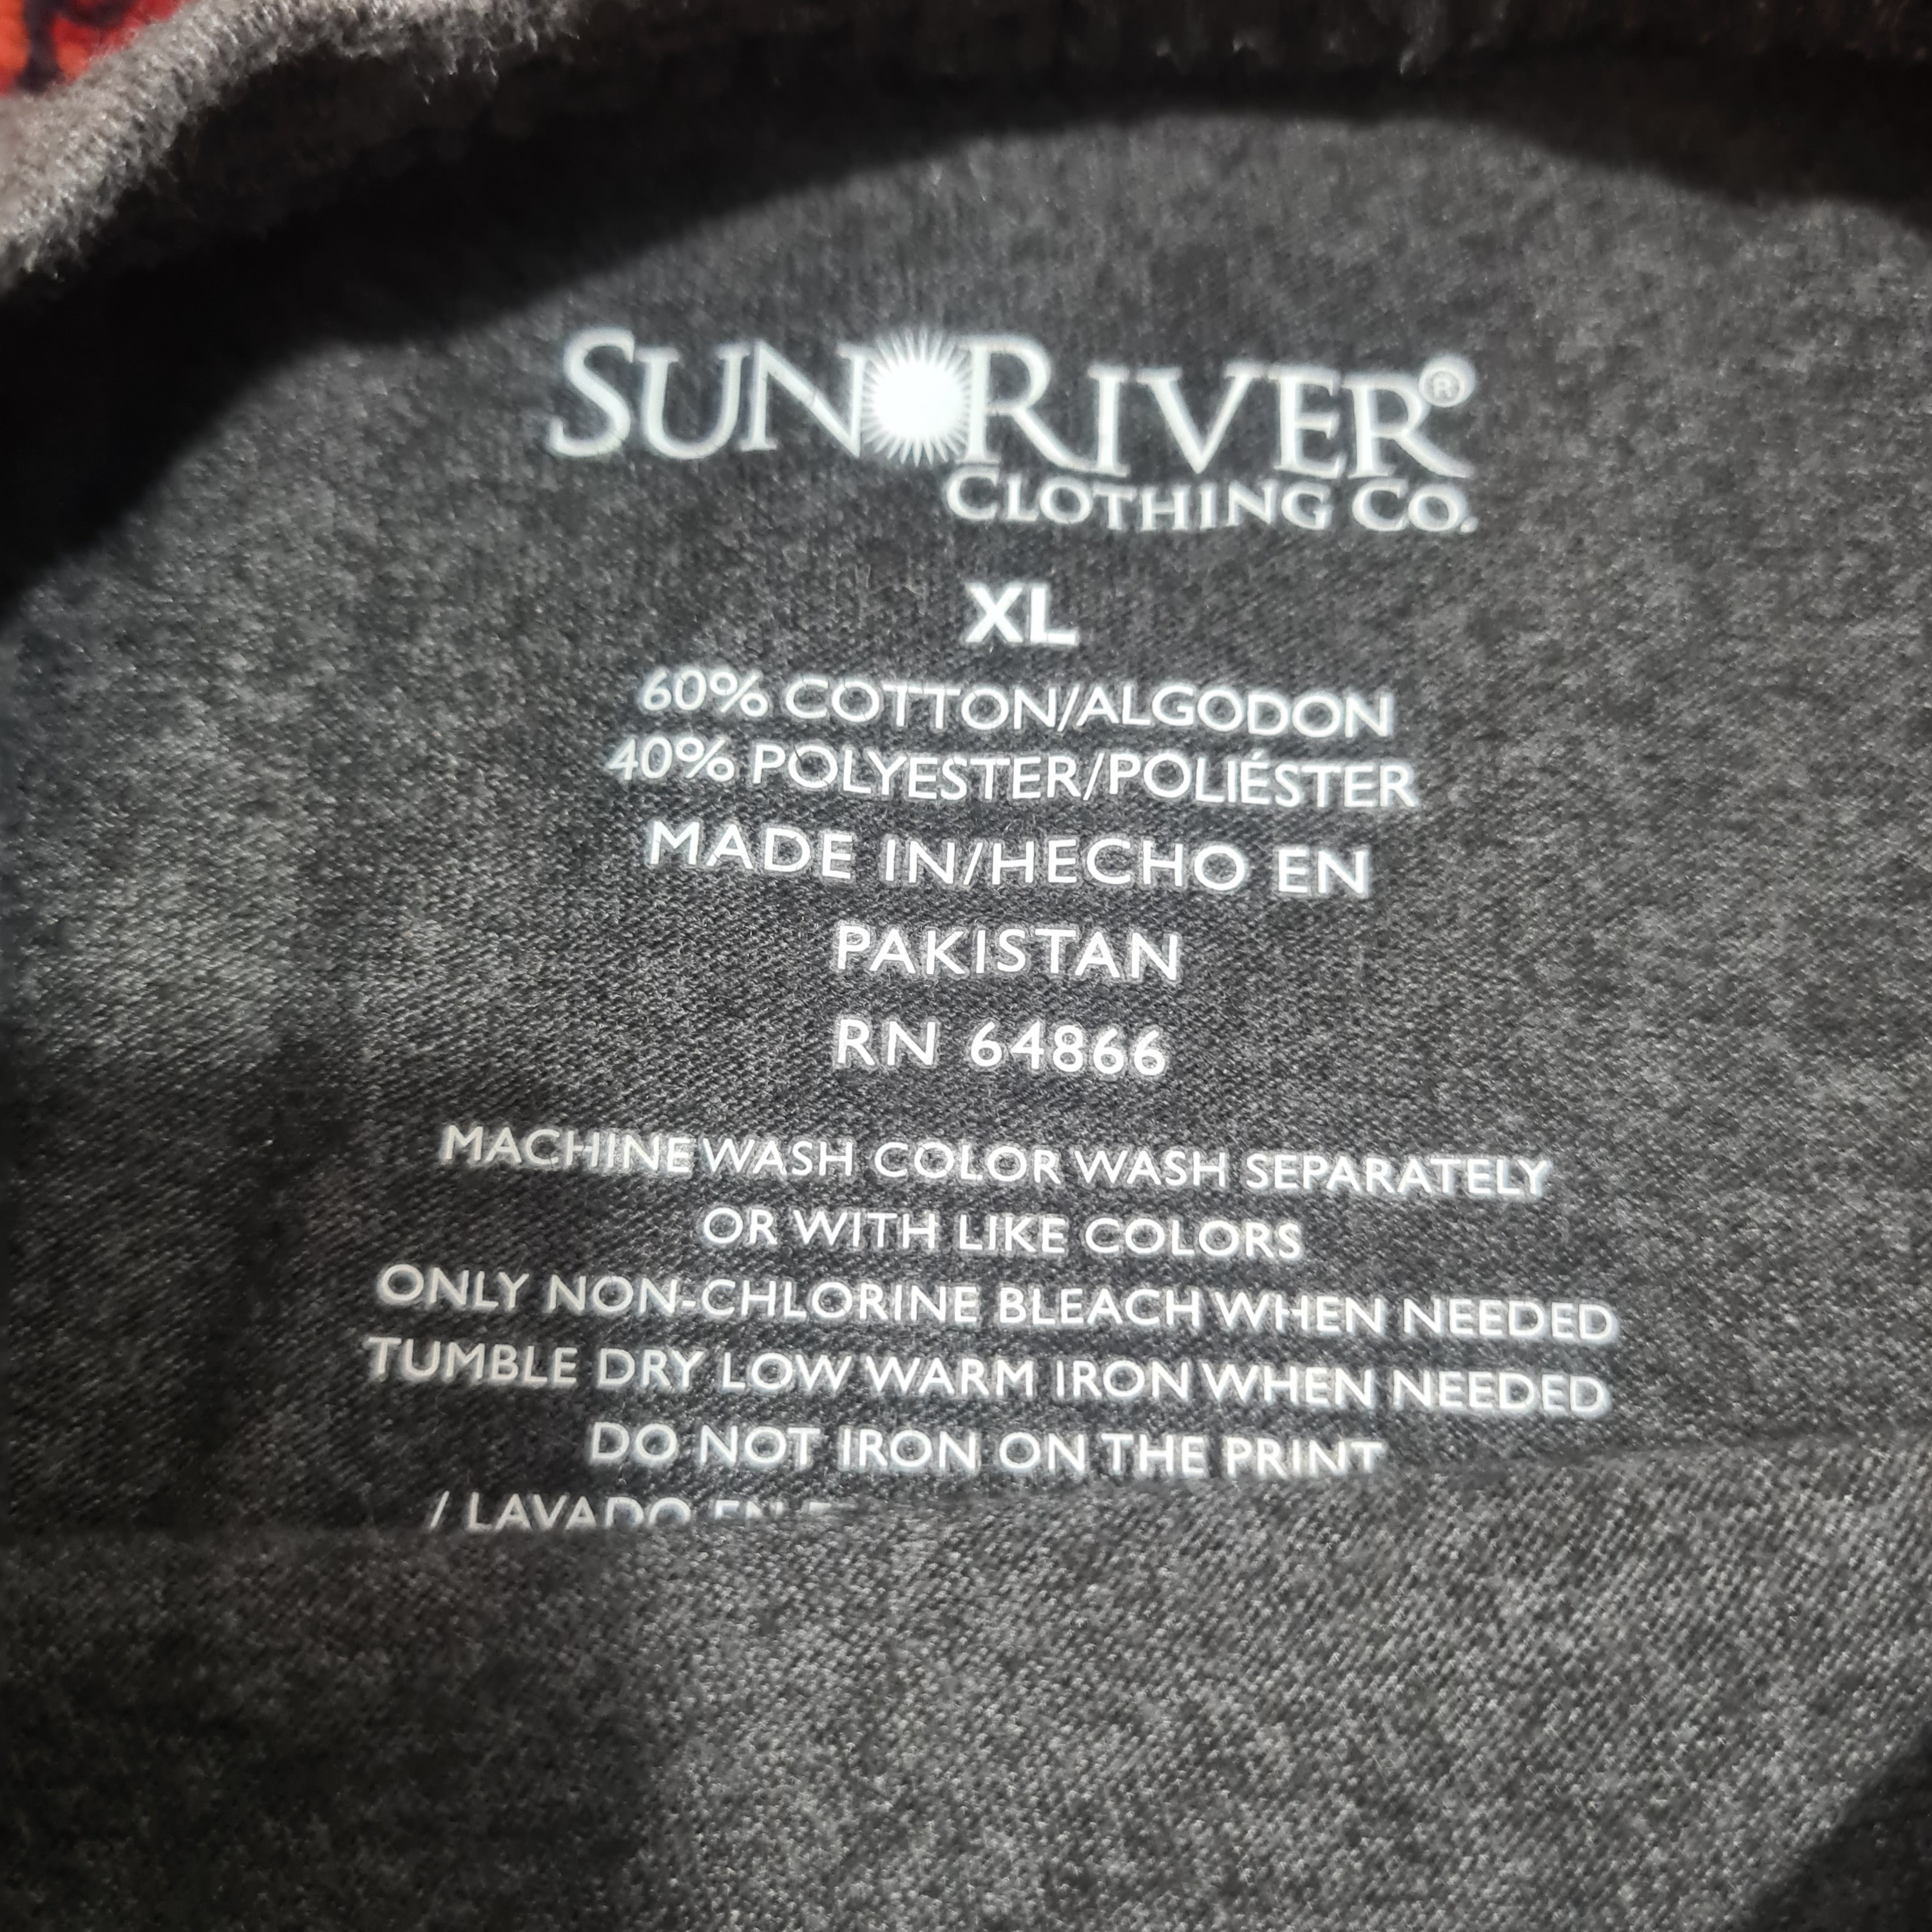 SUN RIVER®
CLOTHING CO.
XL
60% COTTON/ALGODON
40% POLYESTER/POLIÉSTER
MADE IN/HECHO EN
PAKISTAN
RN 64866
MACHINE WASH COLOR WASH SEPARATELY
OR WITH LIKE COLORS
ONLY NON-CHLORINE BLEACH WHEN NEEDED
TUMBLE DRY LOW WARM IRON WHEN NEEDED
DO NOT IRON ON THE PRINT
/ LAVADO EN